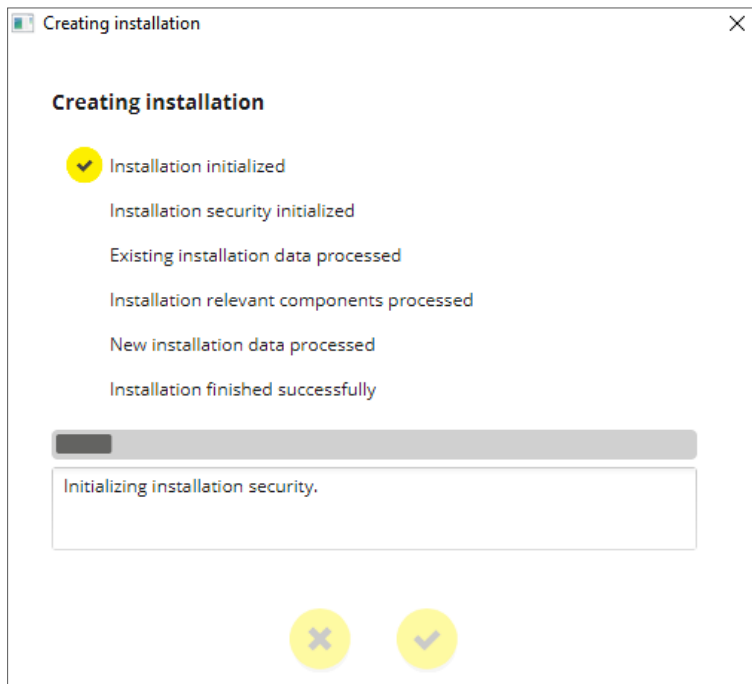 Creating installation
Creating installation
Installation initialized
Installation security initialized
Existing installation data processed
Installation relevant components processed
New installation data processed
Installation finished successfully
Initializing installation security.